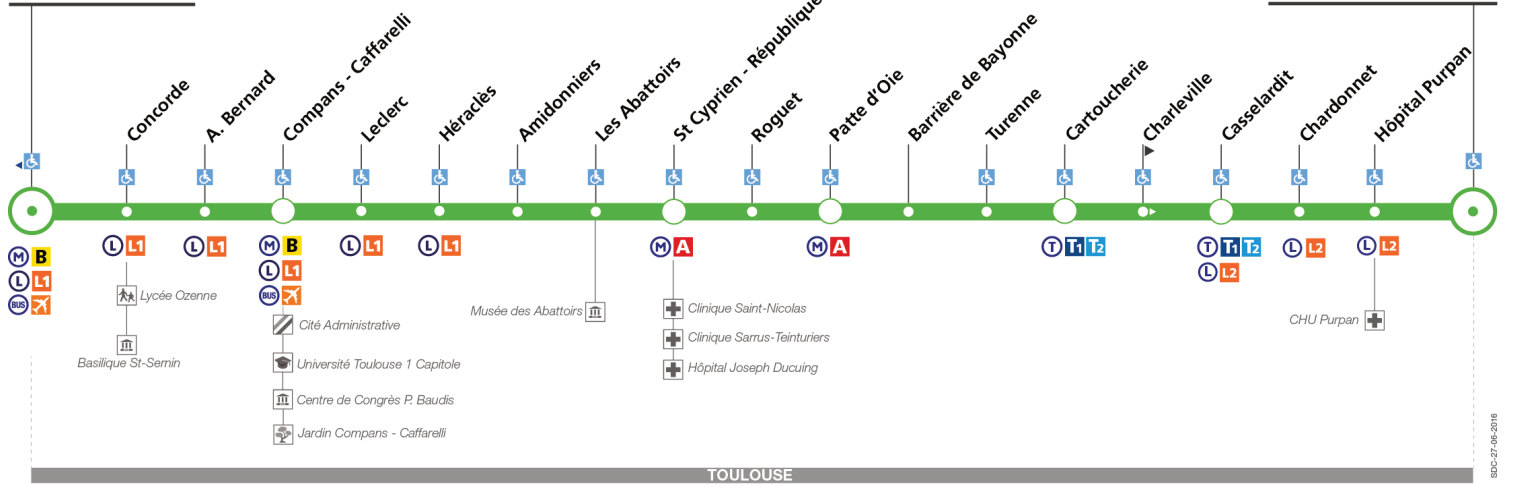 Concorde
A. Bernard
Compans - Caffarelli
Leclerc
Héraclès
Amidonniers
Les Abattoirs
St Cyprien - République
Roguet
Patte d'Oie
Barrière de Bayonne
Turenne
Cartoucherie
Charleville
Casselardit
Chardonnet
Hôpital Purpan
M B
L L1
BUS
L L1
L L1
M B
L L1
BUS
L L1
L L1
M A
M A
T T1 T2
T T1 T2
L L2
L L2
L L2
Lycée Ozenne
Basilique St-Sernin
Cité Administrative
Université Toulouse 1 Capitole
Centre de Congrès P. Baudis
Jardin Compans - Caffarelli
Musée des Abattoirs
Clinique Saint-Nicolas
Clinique Sarrus-Teinturiers
Hôpital Joseph Ducuing
CHU Purpan
TOULOUSE
SDC-27-06-2016